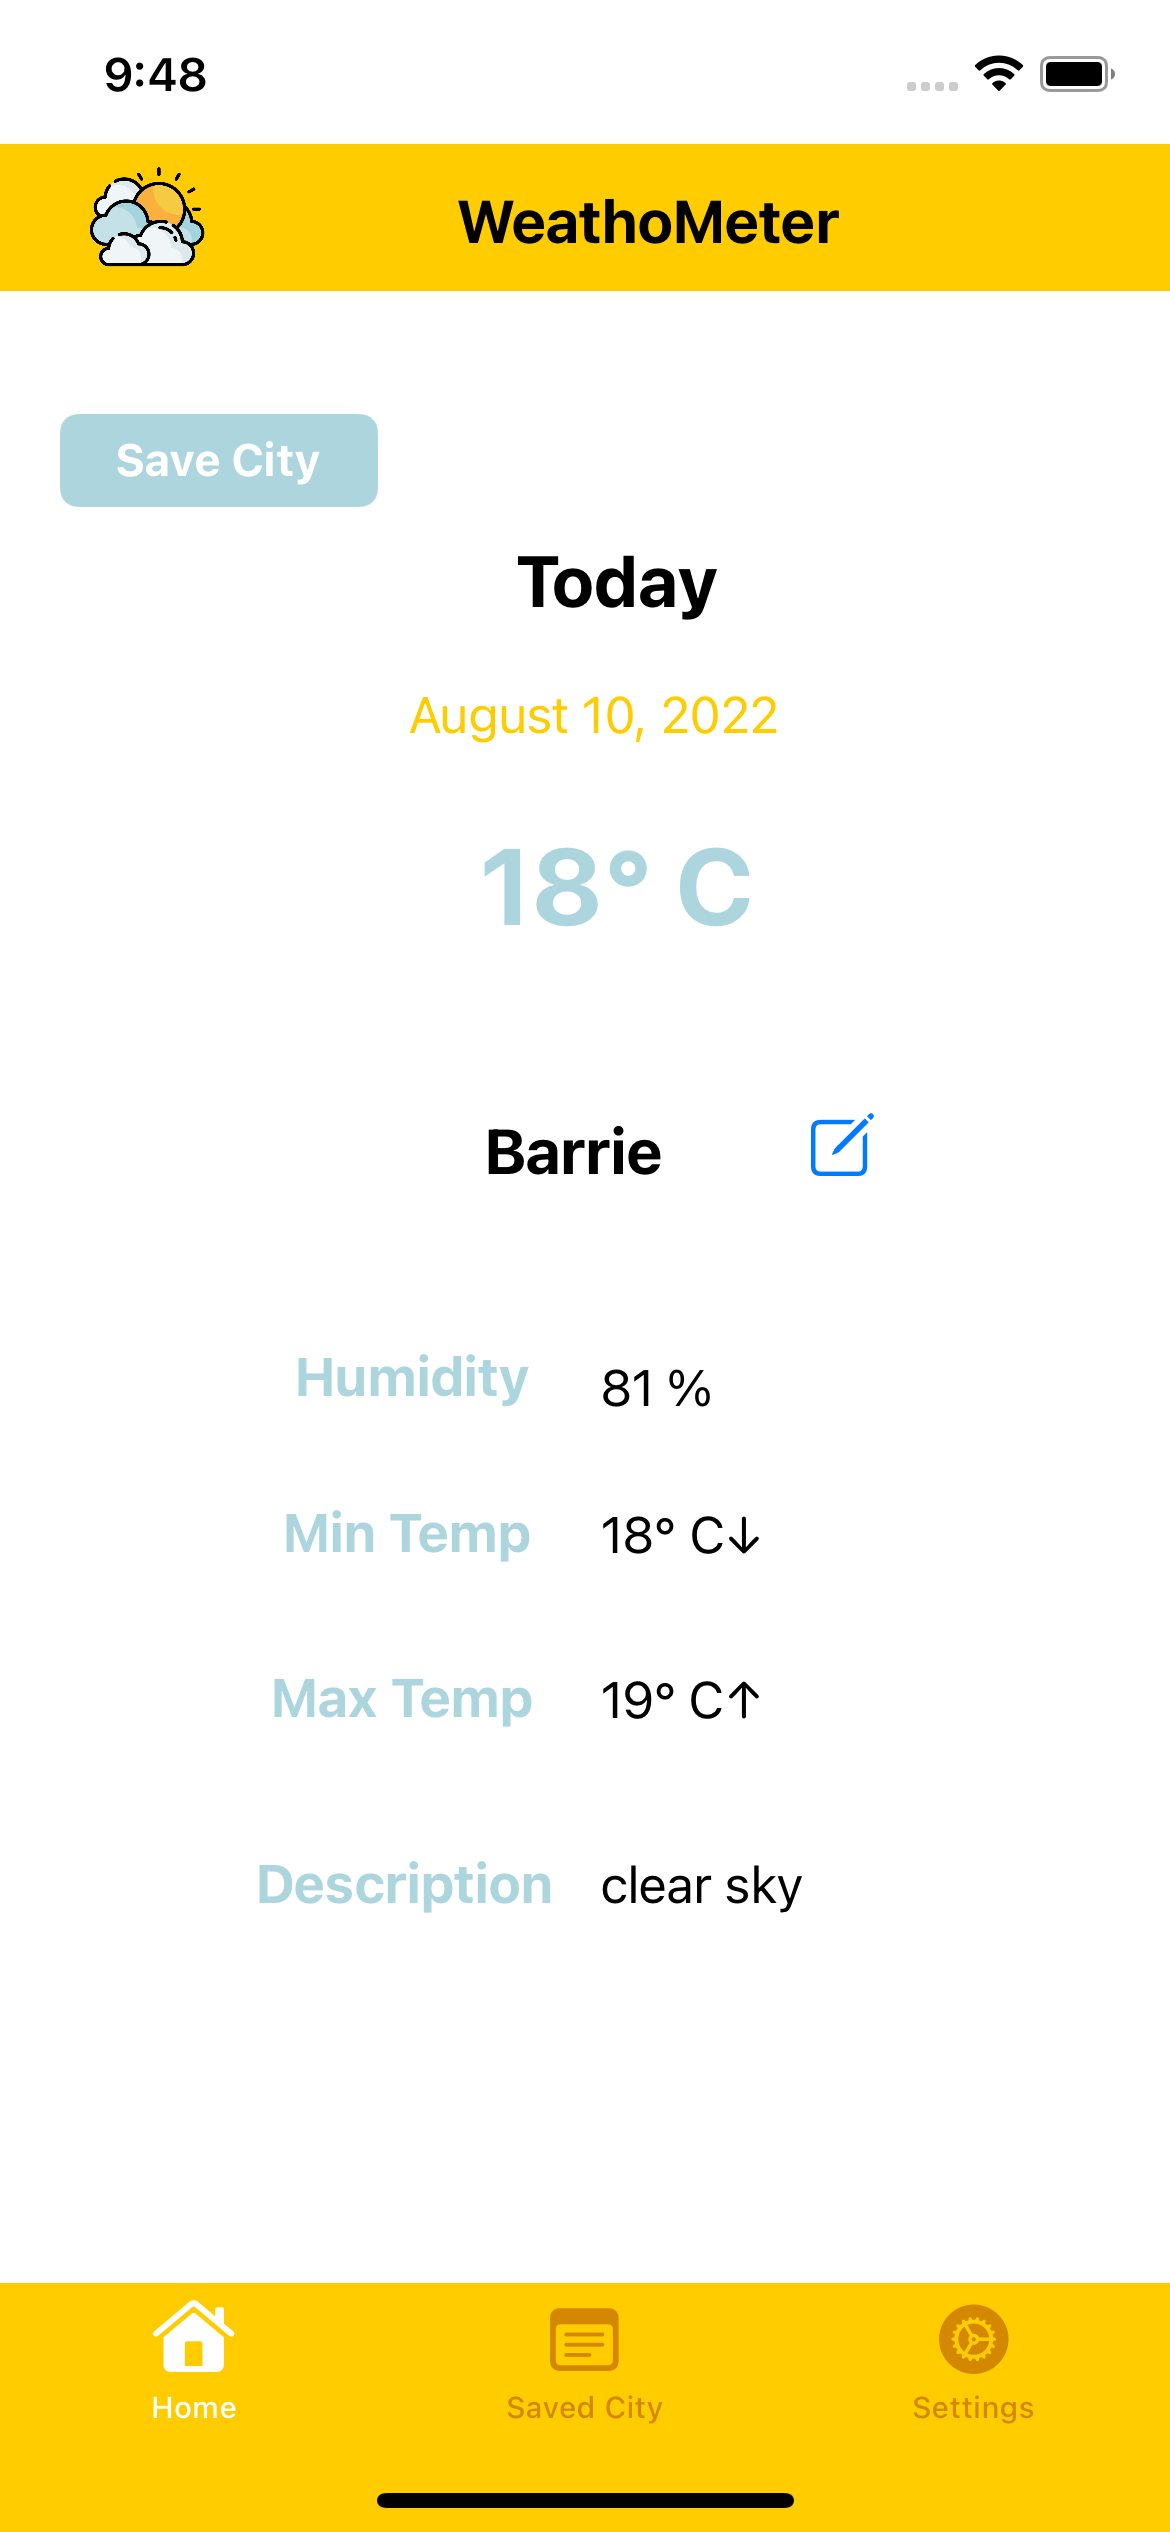 9:48
WeathoMeter
Save City
Today
August 10, 2022
18° C
Barrie
Humidity 81 %
Min Temp 18° C↓
Max Temp 19° C↑
Description clear sky
Home Saved City Settings